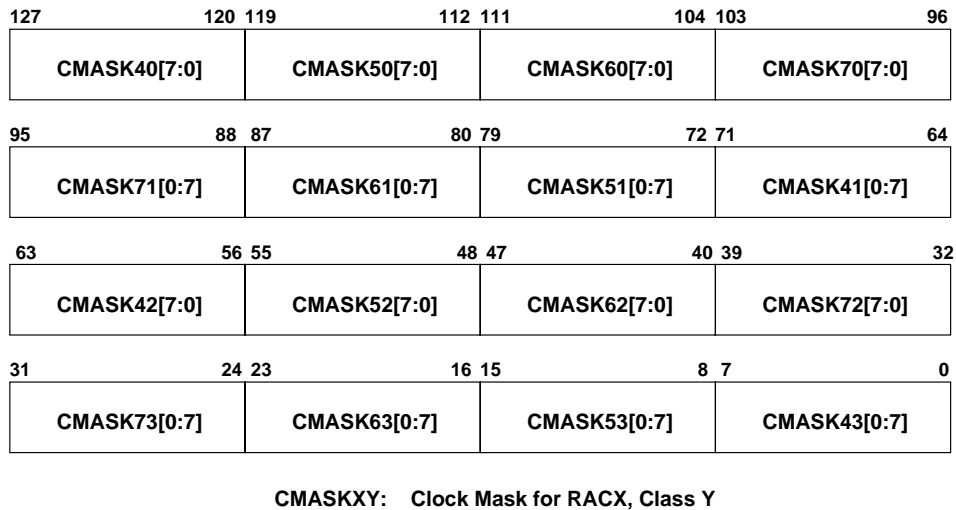 127 120 119 112 111 104 103 96
CMASK40[7:0] CMASK50[7:0] CMASK60[7:0] CMASK70[7:0]
95 88 87 80 79 72 71 64
CMASK71[0:7] CMASK61[0:7] CMASK51[0:7] CMASK41[0:7]
63 56 55 48 47 40 39 32
CMASK42[7:0] CMASK52[7:0] CMASK62[7:0] CMASK72[7:0]
31 24 23 16 15 8 7 0
CMASK73[0:7] CMASK63[0:7] CMASK53[0:7] CMASK43[0:7]
CMASKXY: Clock Mask for RACX, Class Y